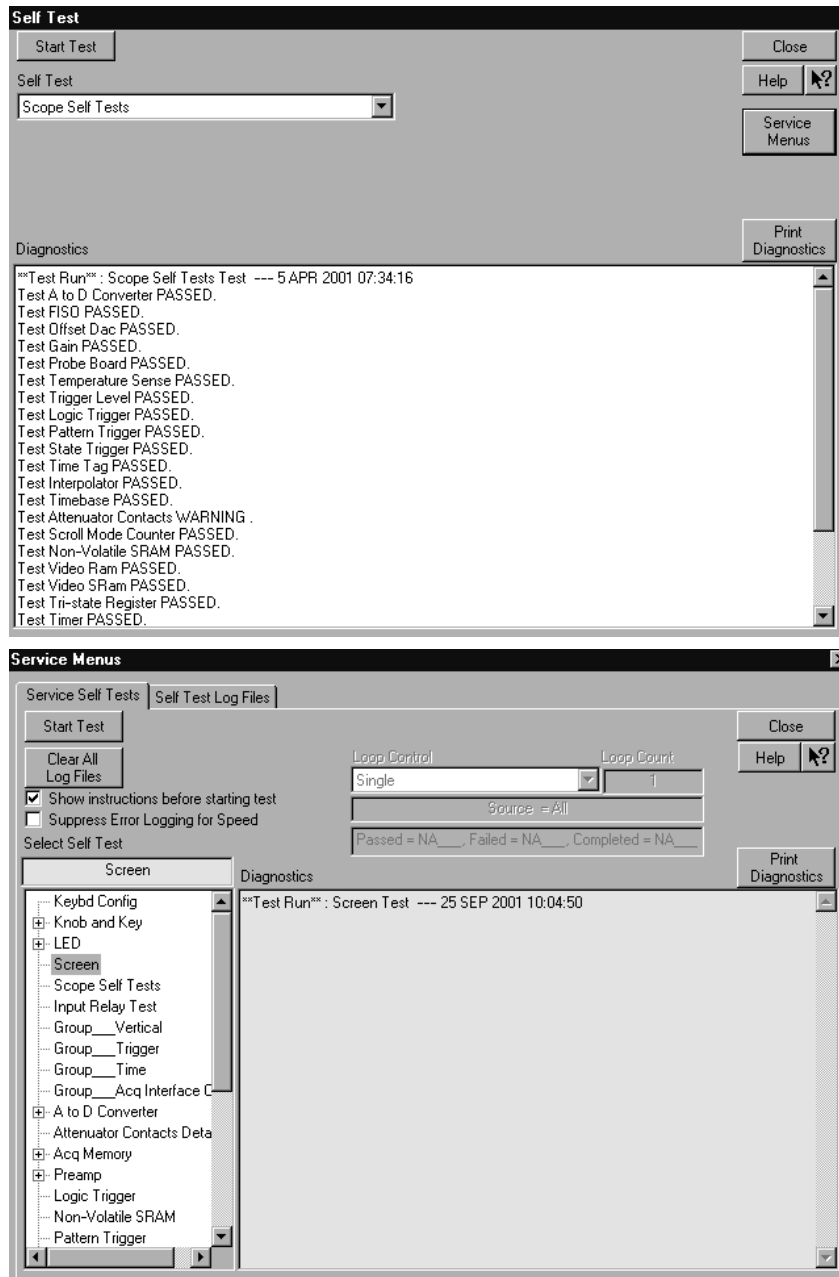 Self Test
Start Test
Close
Self Test
Help
Scope Self Tests
Service
Menus
Print
Diagnostics
Diagnostics
**Test Run** : Scope Self Tests Test --- 5 APR 2001 07:34:16
Test A to D Converter PASSED.
Test FISO PASSED.
Test Offset Dac PASSED.
Test Gain PASSED.
Test Probe Board PASSED.
Test Temperature Sense PASSED.
Test Trigger Level PASSED.
Test Logic Trigger PASSED.
Test Pattern Trigger PASSED.
Test State Trigger PASSED.
Test Time Tag PASSED.
Test Interpolator PASSED.
Test Timebase PASSED.
Test Attenuator Contacts WARNING .
Test Scroll Mode Counter PASSED.
Test Non-Volatile SRAM PASSED.
Test Video Ram PASSED.
Test Video SRam PASSED.
Test Tri-state Register PASSED.
Test Timer PASSED.
Service Menus
Service Self Tests
Self Test Log Files
Start Test
Close
Clear All
Log Files
Loop Control
Loop Count
Help
Single
1
Show instructions before starting test
Source = All
Suppress Error Logging for Speed
Passed = NA___, Failed = NA___, Completed = NA___
Select Self Test
Screen
Print
Diagnostics
Diagnostics
Keybd Config
Knob and Key
LED
Screen
Scope Self Tests
Input Relay Test
Group___Vertical
Group___Trigger
Group___Time
Group___Acq Interface C
A to D Converter
Attenuator Contacts Deta
Acq Memory
Preamp
Logic Trigger
Non-Volatile SRAM
Pattern Trigger
**Test Run** : Screen Test --- 25 SEP 2001 10:04:50